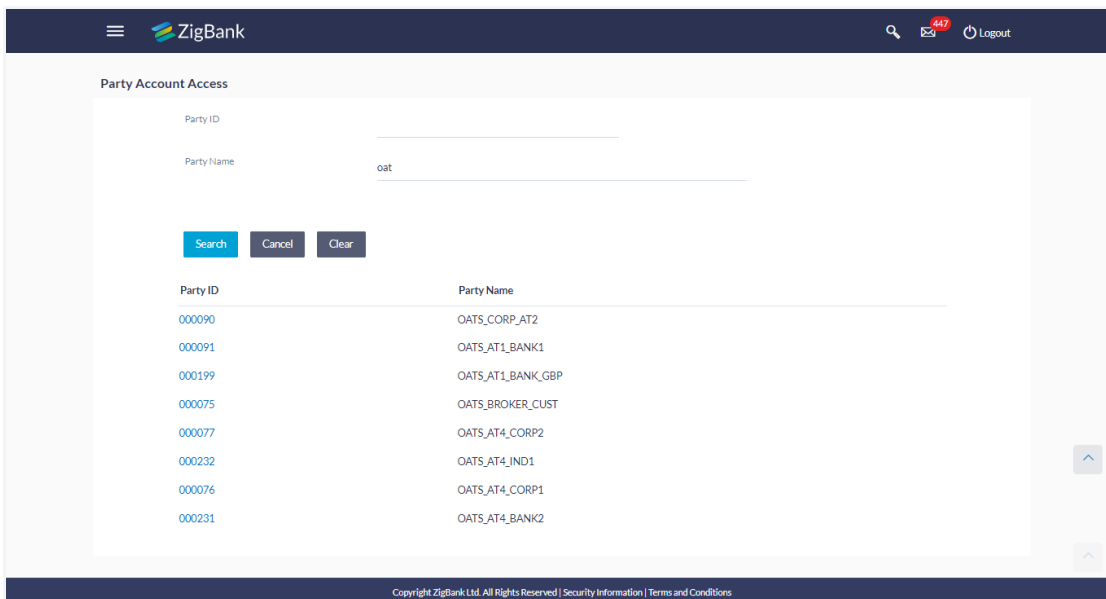 ZigBank 447 Logout
Party Account Access
Party ID
Party Name oat
Search Cancel Clear
Party ID Party Name
000090 OATS_CORP_AT2
000091 OATS_AT1_BANK1
000199 OATS_AT1_BANK_GBP
000075 OATS_BROKER_CUST
000077 OATS_AT4_CORP2
000232 OATS_AT4_IND1
000076 OATS_AT4_CORP1
000231 OATS_AT4_BANK2
Copyright ZigBank Ltd. All Rights Reserved | Security Information | Terms and Conditions